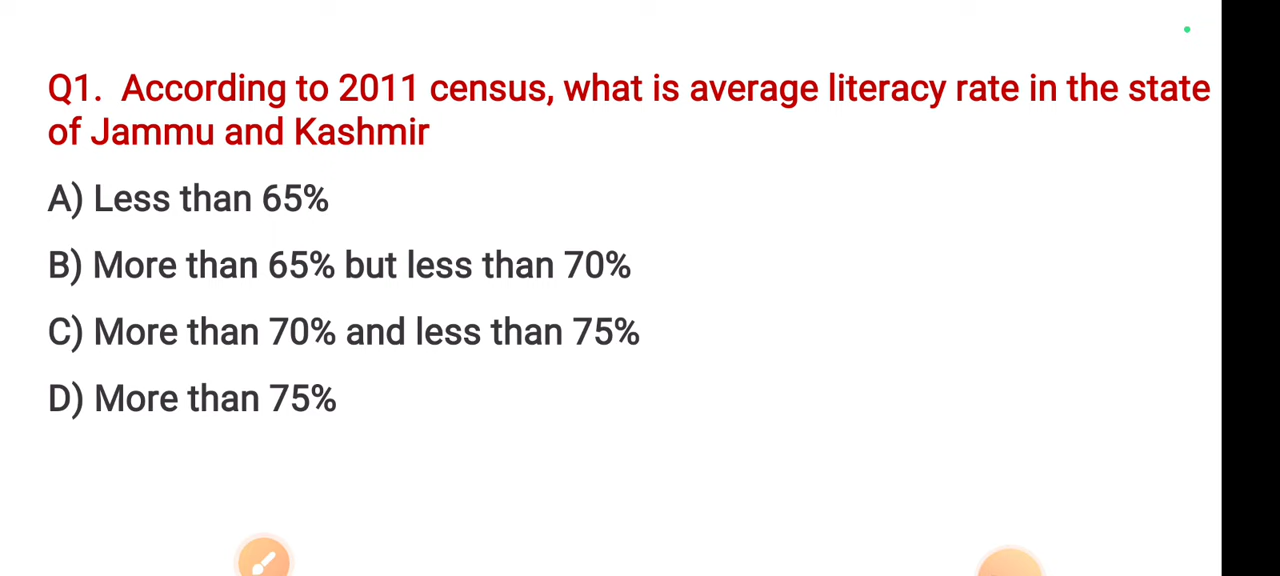 Q1. According to 2011 census, what is average literacy rate in the state
of Jammu and Kashmir
A) Less than 65%
B) More than 65% but less than 70%
C) More than 70% and less than 75%
D) More than 75%